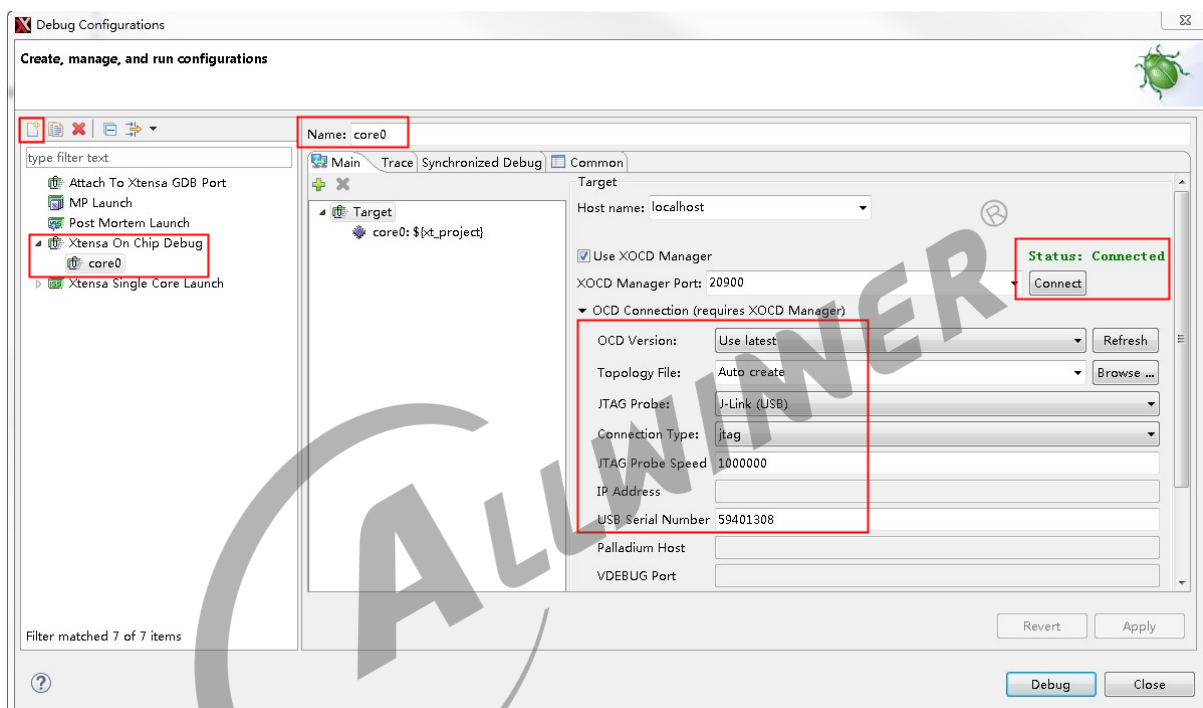 Debug Configurations
Create, manage, and run configurations
type filter text
Attach To Xtensa GDB Port
MP Launch
Post Mortem Launch
Xtensa On Chip Debug
core0
Xtensa Single Core Launch
Filter matched 7 of 7 items
Name: core0
Main Trace Synchronized Debug Common
Target
core0: ${xt_project}
Target
Host name: localhost
Use XOCD Manager
Status: Connected
XOCD Manager Port: 20900 Connect
OCD Connection (requires XOCD Manager)
OCD Version: Use latest Refresh
Topology File: Auto create Browse ...
JTAG Probe: J-Link (USB)
Connection Type: jtag
JTAG Probe Speed 1000000
IP Address
USB Serial Number 59401308
Palladium Host
VDEBUG Port
Revert Apply
Debug Close
ALLWINNER®